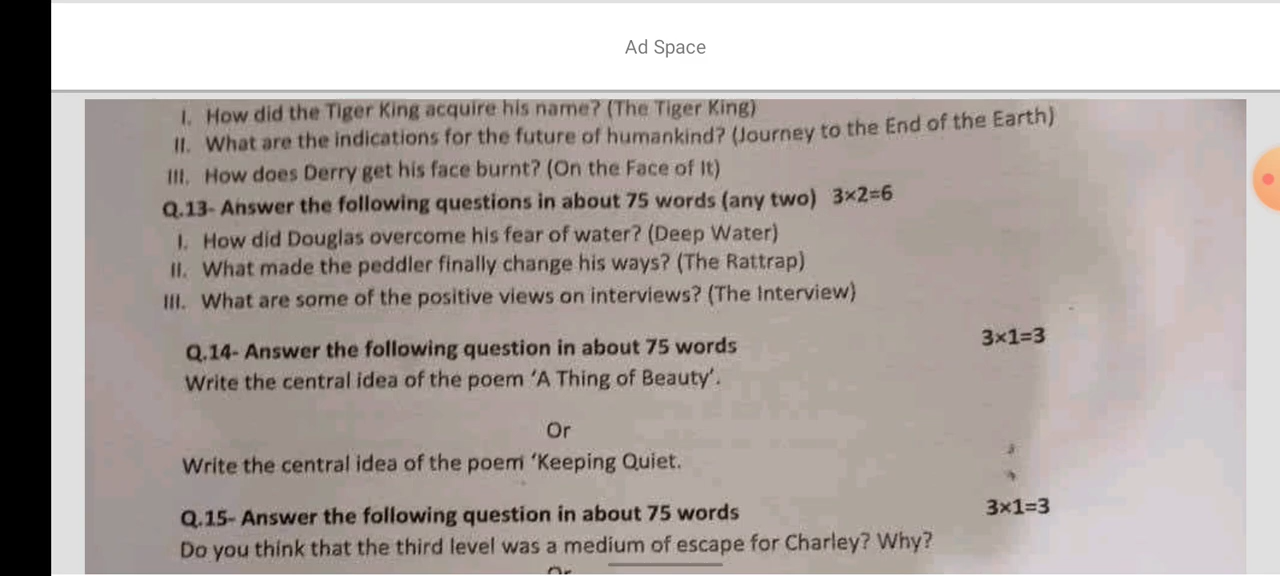 Ad Space
I. How did the Tiger King acquire his name? (The Tiger King)
II. What are the indications for the future of humankind? (Journey to the End of the Earth)
III. How does Derry get his face burnt? (On the Face of It)
Q.13- Answer the following questions in about 75 words (any two) 3×2=6
I. How did Douglas overcome his fear of water? (Deep Water)
II. What made the peddler finally change his ways? (The Rattrap)
III. What are some of the positive views on interviews? (The Interview)
Q.14- Answer the following question in about 75 words 3×1=3
Write the central idea of the poem ‘A Thing of Beauty’.
Or
Write the central idea of the poem ‘Keeping Quiet.
Q.15- Answer the following question in about 75 words 3×1=3
Do you think that the third level was a medium of escape for Charley? Why?
Or